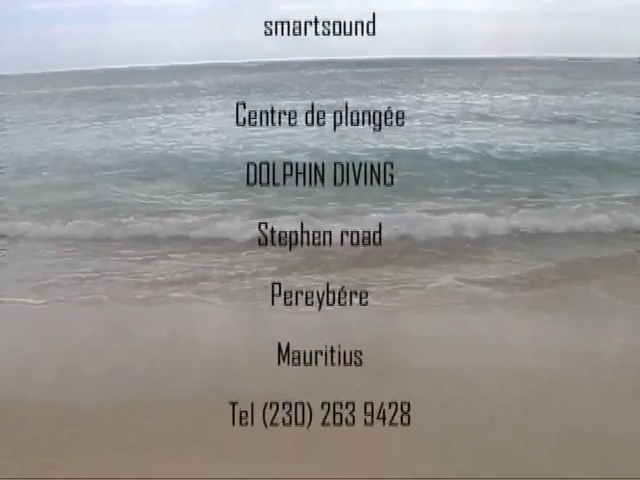 smartsound
Centre de plongée
DOLPHIN DIVING
Stephen road
Pereybére
Mauritius
Tel (230) 263 9428